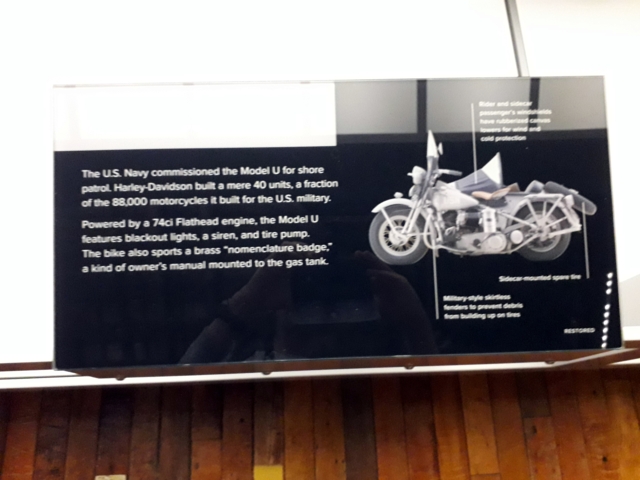 Rider and sidecar
passenger's windshields
have rubberized canvas
lowers for wind and
cold protection
The U.S. Navy commissioned the Model U for shore
patrol. Harley-Davidson built a mere 40 units, a fraction
of the 88,000 motorcycles it built for the U.S. military.
Powered by a 74ci Flathead engine, the Model U
features blackout lights, a siren, and tire pump.
The bike also sports a brass “nomenclature badge,”
a kind of owner's manual mounted to the gas tank.
Sidecar-mounted spare tire
Military-style skirtless
fenders to prevent debris
from building up on tires
RESTORED